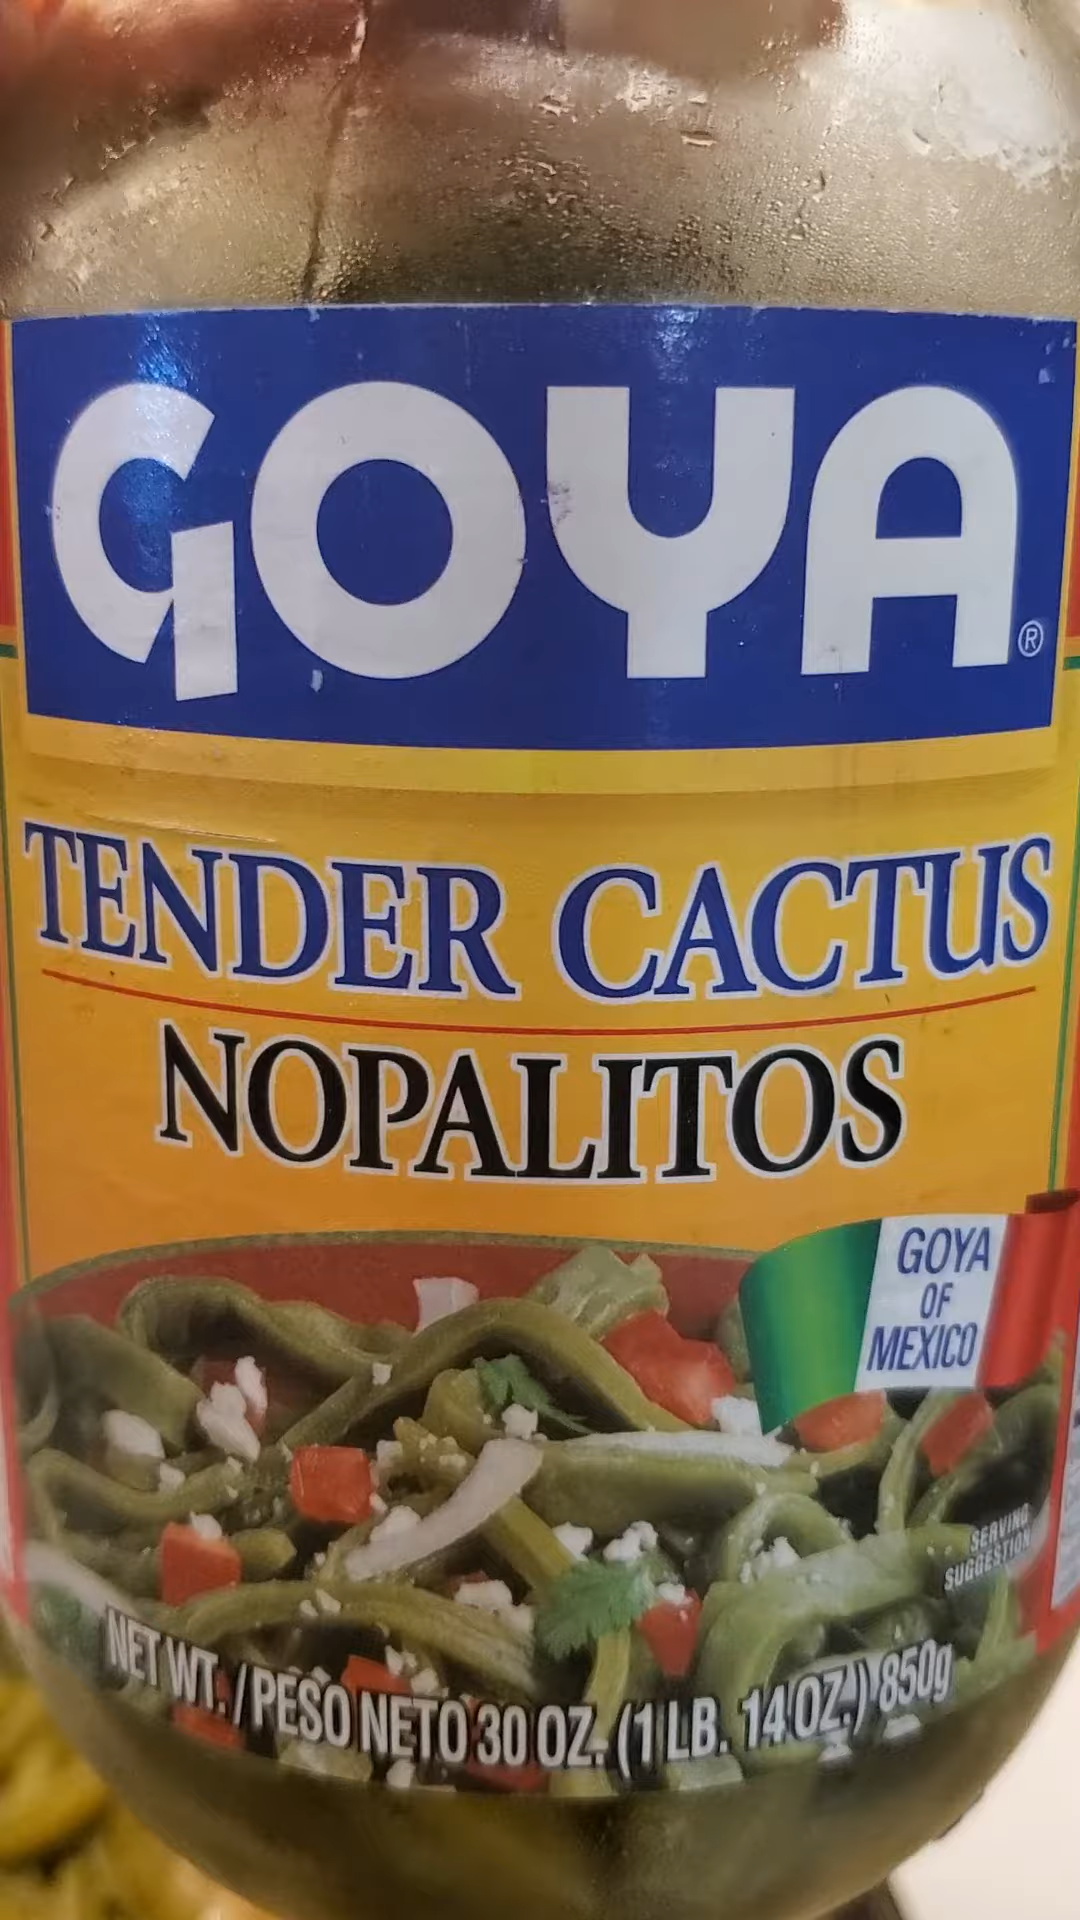 GOYA®
TENDER CACTUS
NOPALITOS
GOYA
OF
MEXICO
SERVING
SUGGESTION
NET WT. / PESO NETO 30 OZ. (1 LB. 14 OZ.) 850g